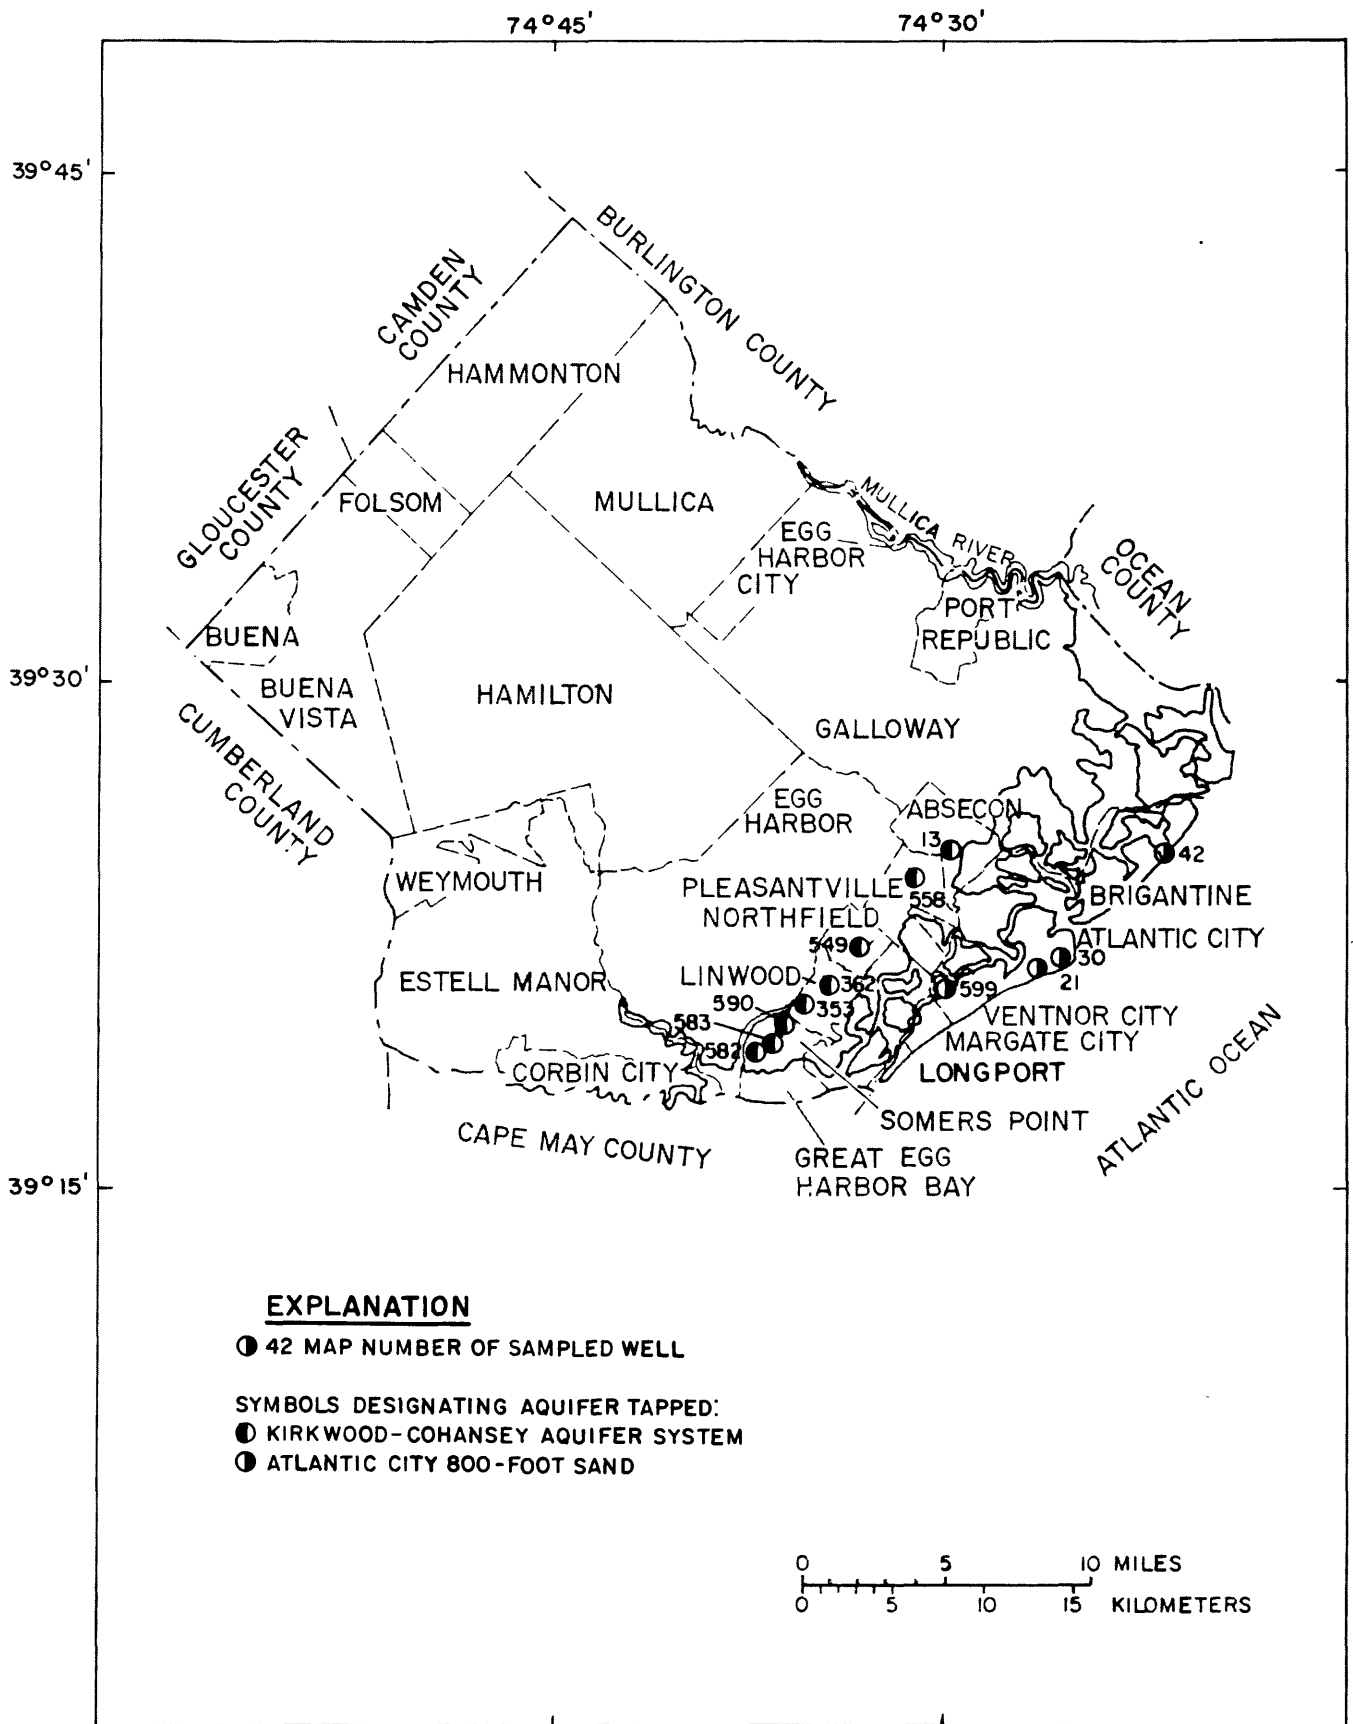 74°45'
74°30'
39°45'
BURLINGTON COUNTY
CAMDEN
COUNTY
HAMMONTON
GLOUCESTER
COUNTY
FOLSOM
MULLICA
MULLICA RIVER
EGG
HARBOR
CITY
OCEAN
COUNTY
PORT
REPUBLIC
BUENA
39°30'
BUENA
VISTA
HAMILTON
GALLOWAY
CUMBERLAND
COUNTY
EGG
HARBOR
ABSECON
13
42
WEYMOUTH
PLEASANTVILLE
558
BRIGANTINE
NORTHFIELD
549
ATLANTIC CITY
30
21
ESTELL MANOR
LINWOOD
362
599
590
353
VENTNOR CITY
583
MARGATE CITY
582
CORBIN CITY
LONGPORT
ATLANTIC OCEAN
SOMERS POINT
CAPE MAY COUNTY
GREAT EGG
HARBOR BAY
39°15'
EXPLANATION
42 MAP NUMBER OF SAMPLED WELL
SYMBOLS DESIGNATING AQUIFER TAPPED:
KIRKWOOD-COHANSEY AQUIFER SYSTEM
ATLANTIC CITY 800-FOOT SAND
0 5 10 MILES
0 5 10 15 KILOMETERS